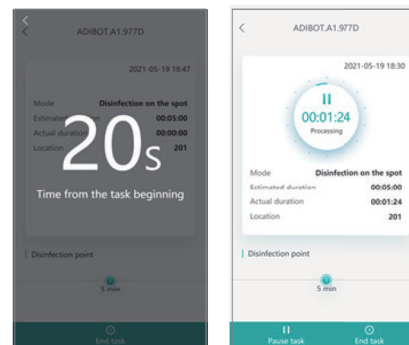 ADIBOT.A1.977D
2021-05-19 18:47
Mode Disinfection on the spot
Estimated duration 00:05:00
Actual duration 00:00:00
Location 201
20s
Time from the task beginning
Disinfection point
5 min
End task
ADIBOT.A1.977D
2021-05-19 18:30
00:01:24
Processing
Mode Disinfection on the spot
Estimated duration 00:05:00
Actual duration 00:01:24
Location 201
Disinfection point
5 min
Pause task End task